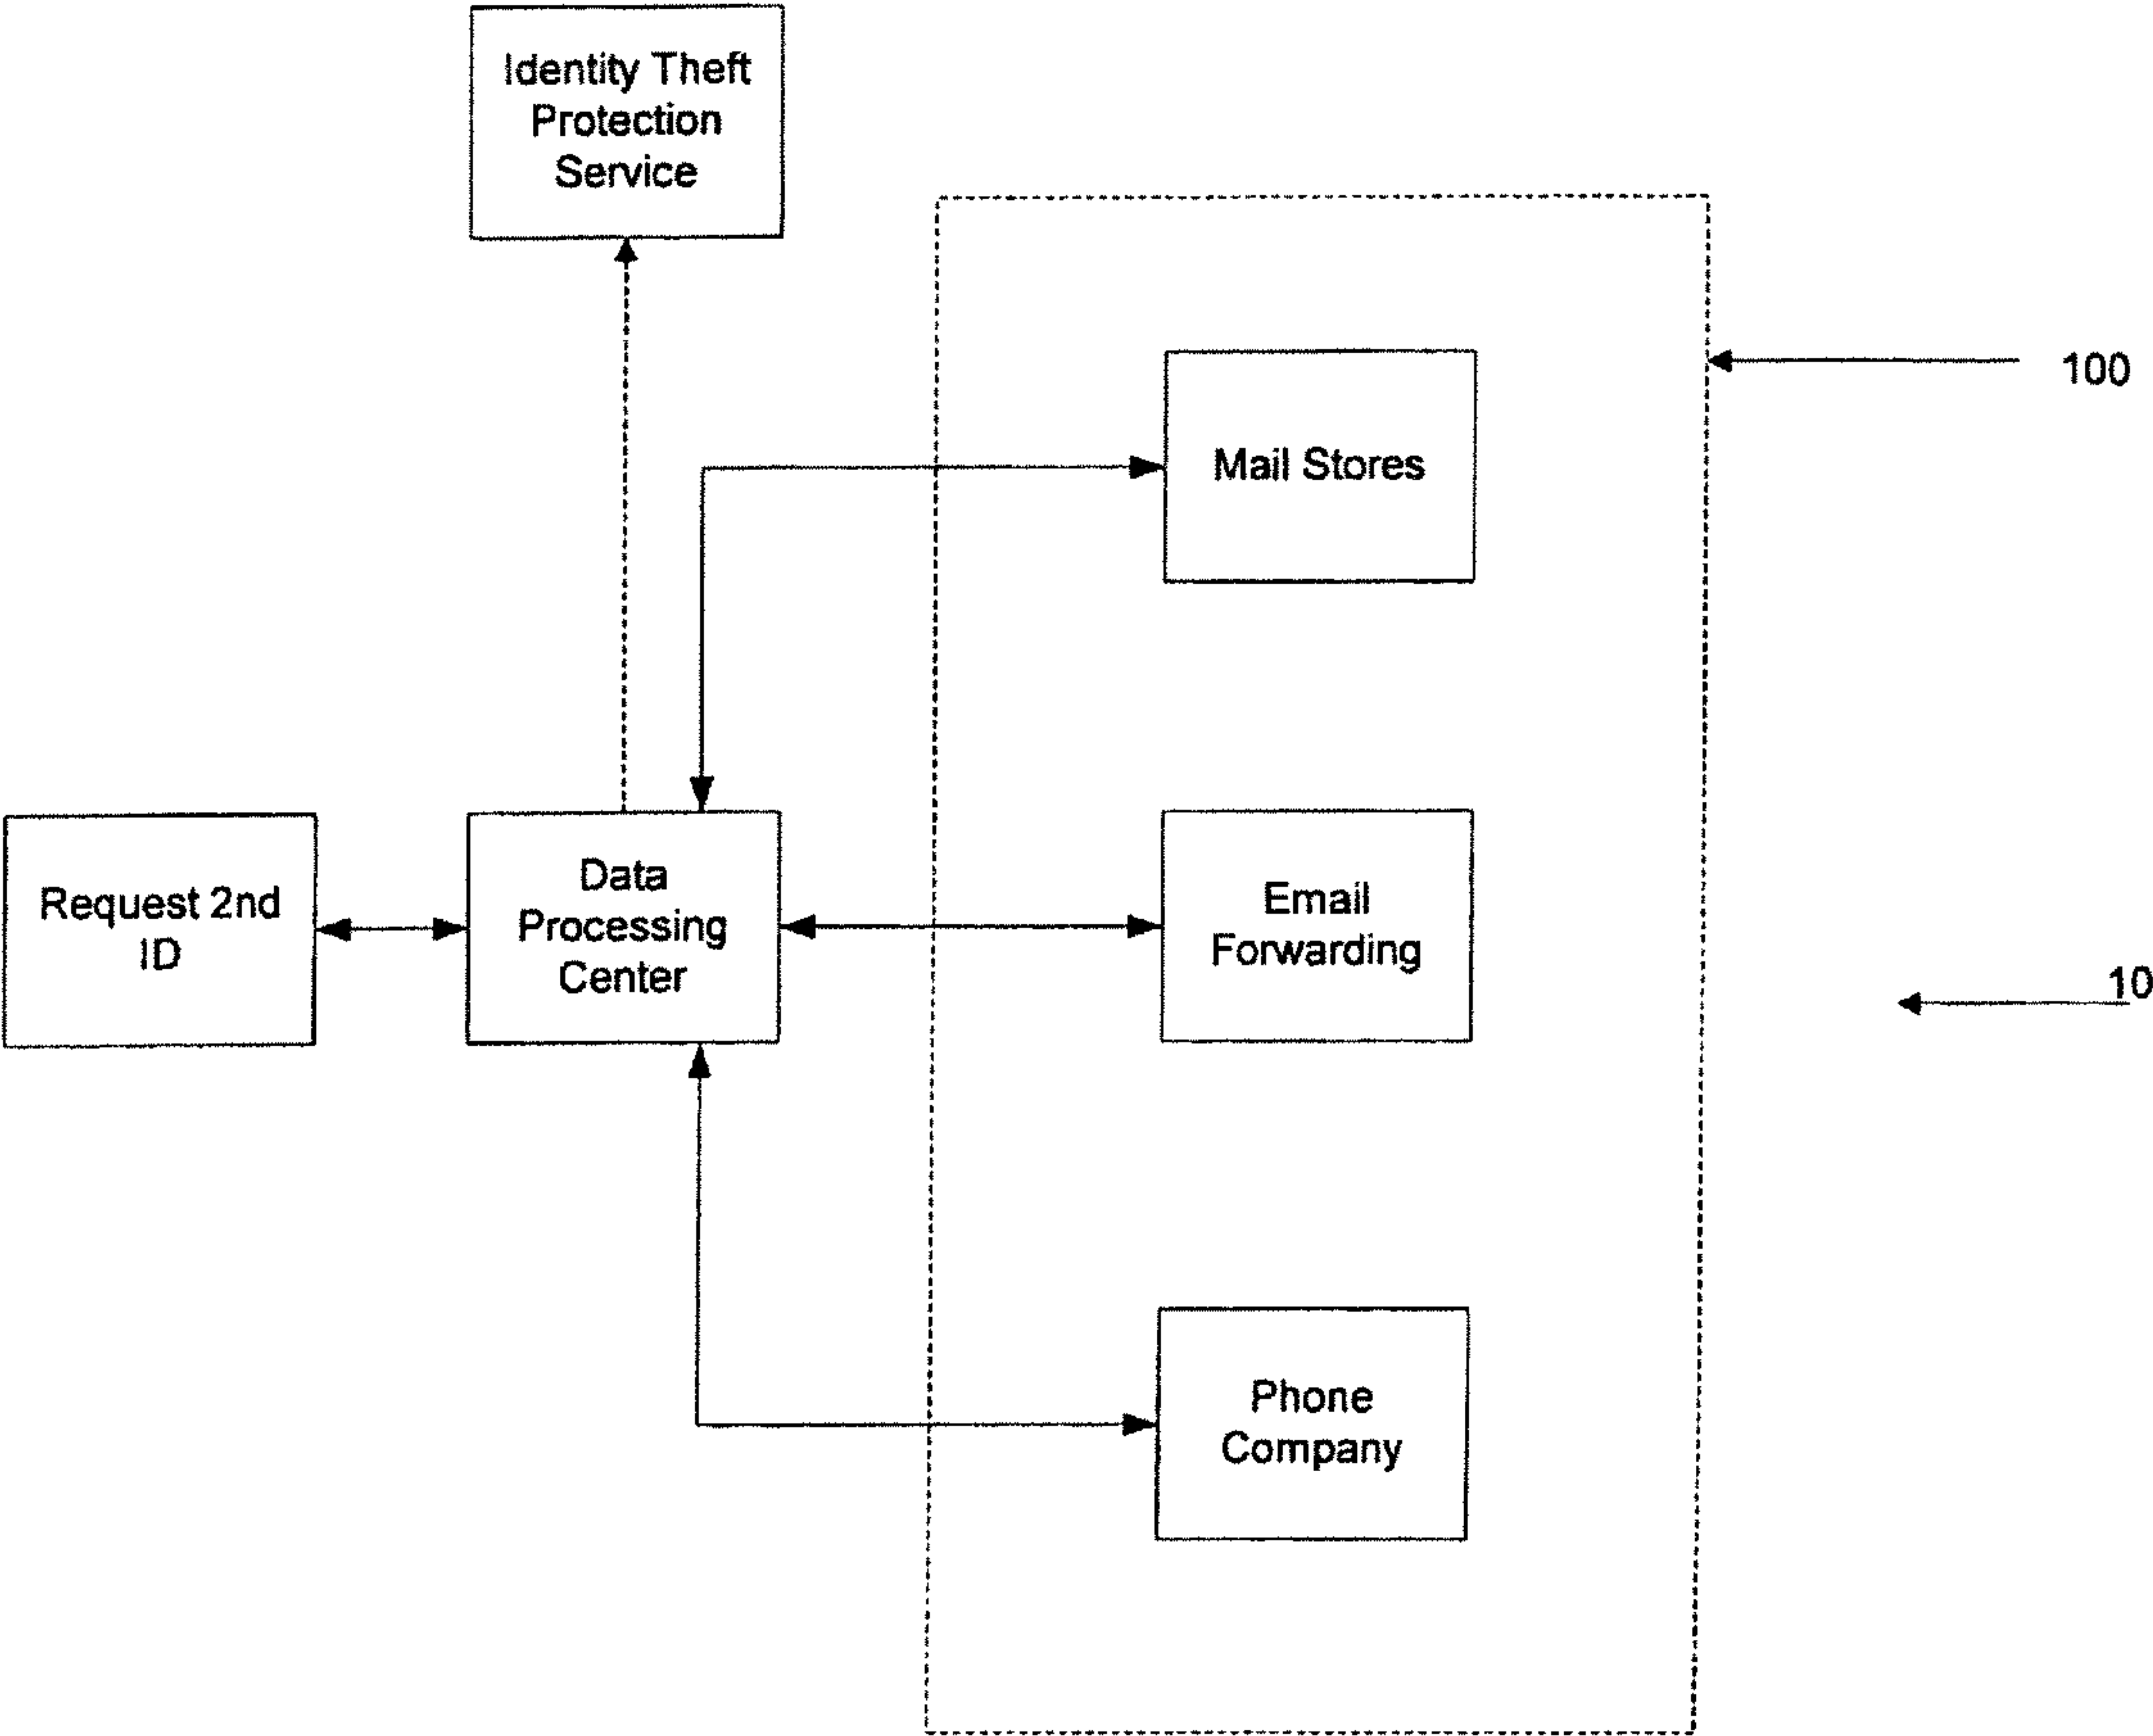 Identity Theft
Protection
Service
100
Mail Stores
Request 2nd
ID
Data
Processing
Center
Email
Forwarding
10
Phone
Company